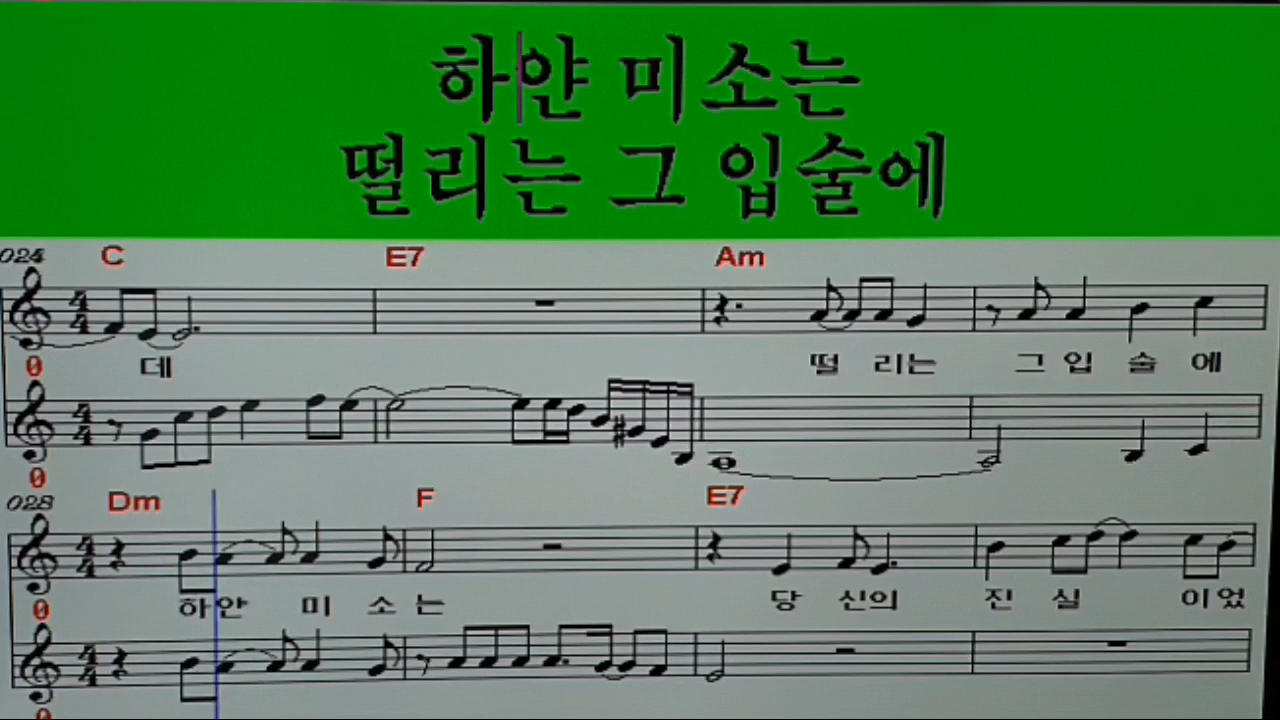 하얀 미소는
떨리는 그 입술에
024 C E7 Am
0 데 떨 리는 그 입 술 에
0
028 Dm F E7
0 하 얀 미 소 는 당 신의 진 실 이 었